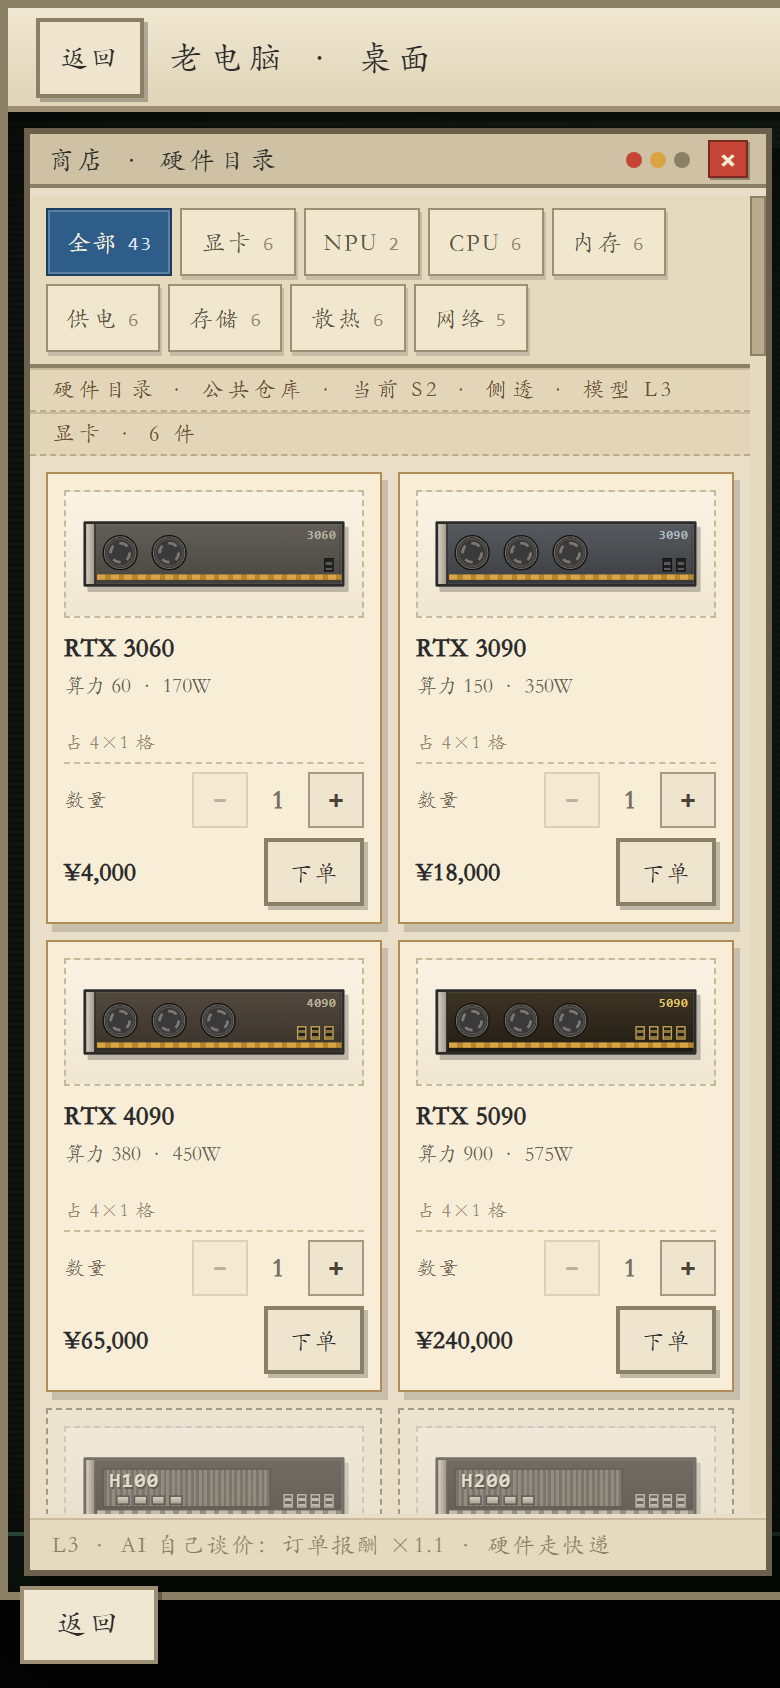 返回 老电脑 · 桌面
商店 · 硬件目录 ×
全部 43 显卡 6 NPU 2 CPU 6 内存 6
供电 6 存储 6 散热 6 网络 5
硬件目录 · 公共仓库 · 当前 S2 · 侧透 · 模型 L3
显卡 · 6 件
3060
RTX 3060
算力 60 · 170W
占 4×1 格
数量 − 1 +
¥4,000 下单
3090
RTX 3090
算力 150 · 350W
占 4×1 格
数量 − 1 +
¥18,000 下单
4090
RTX 4090
算力 380 · 450W
占 4×1 格
数量 − 1 +
¥65,000 下单
5090
RTX 5090
算力 900 · 575W
占 4×1 格
数量 − 1 +
¥240,000 下单
H100
H200
L3 · AI 自己谈价: 订单报酬 ×1.1 · 硬件走快递
返回